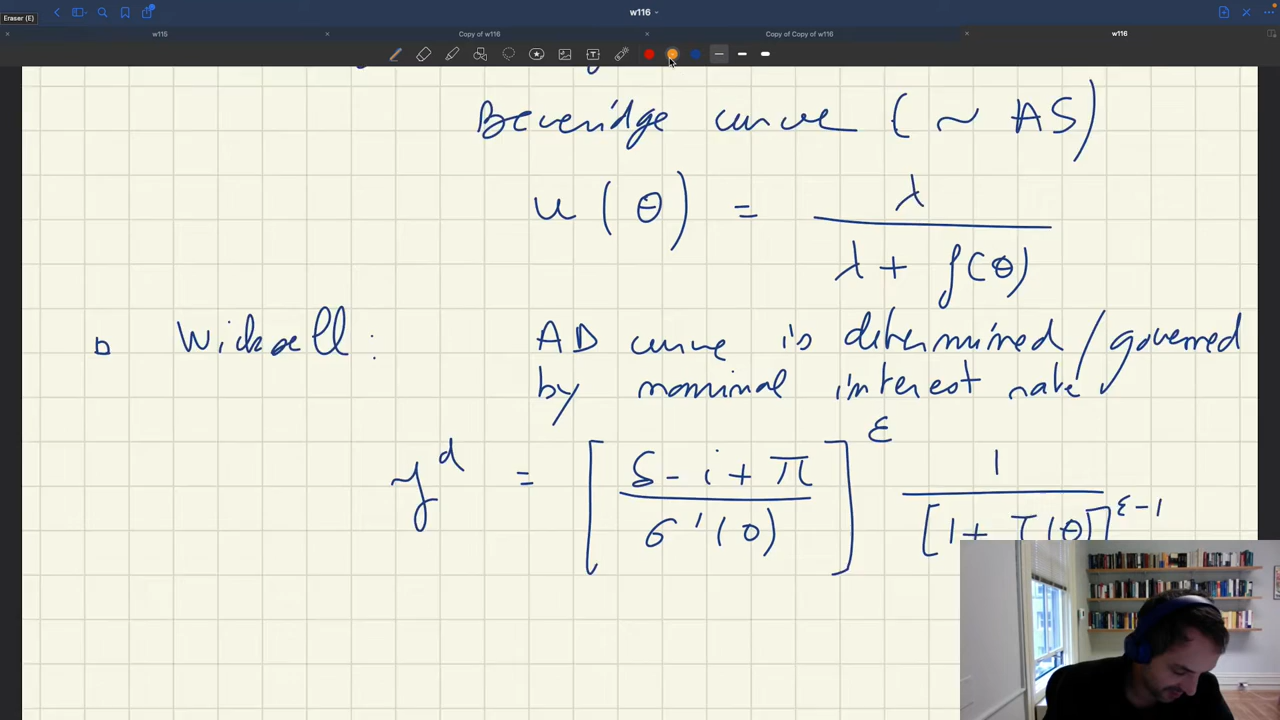 w116
Eraser (E)
w115
Copy of w116
Copy of Copy of w116
w116
Beveridge curve (~ AS)
u(θ) = λ / (λ + f(θ))
Wicksell: AD curve is determined/governed
by nominal interest rate
y^d = [(δ - i + π) / σ'(0)]^ε 1 / [1 + τ(θ)]^(ε-1)